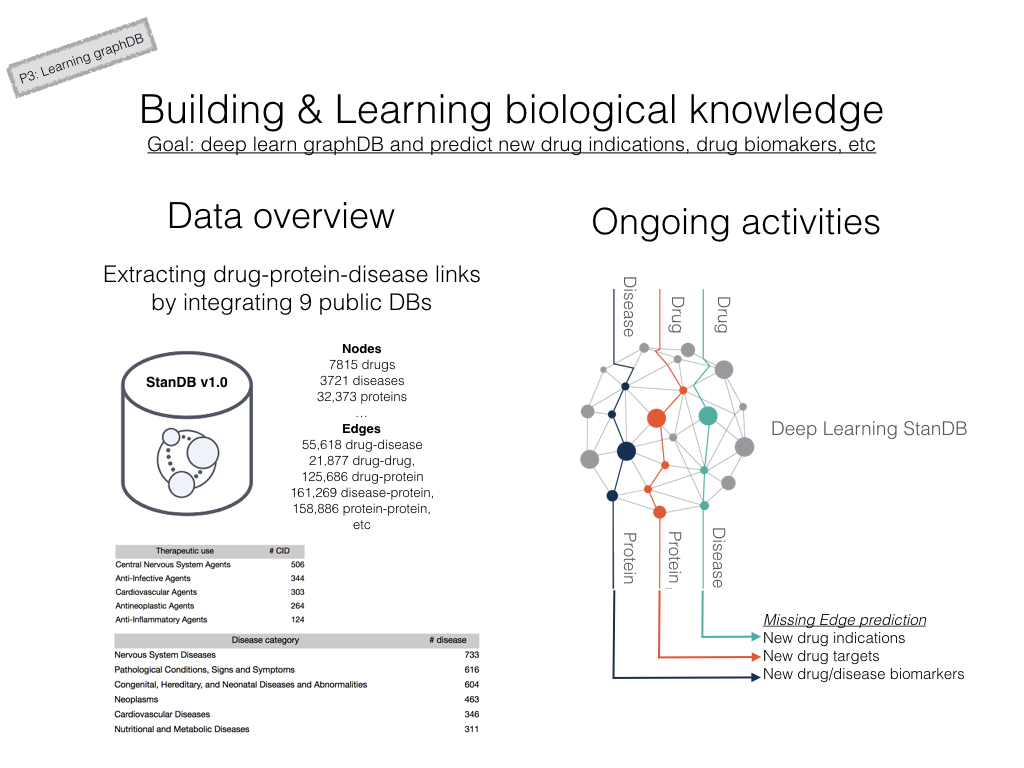 P3: Learning graphDB
Building & Learning biological knowledge
Goal: deep learn graphDB and predict new drug indications, drug biomakers, etc
Data overview
Extracting drug-protein-disease links
by integrating 9 public DBs
StanDB v1.0
Nodes
7815 drugs
3721 diseases
32,373 proteins
...
Edges
55,618 drug-disease
21,877 drug-drug,
125,686 drug-protein
161,269 disease-protein,
158,886 protein-protein,
etc
Therapeutic use # CID
Central Nervous System Agents 506
Anti-Infective Agents 344
Cardiovascular Agents 303
Antineoplastic Agents 264
Anti-Inflammatory Agents 124
Disease category # disease
Nervous System Diseases 733
Pathological Conditions, Signs and Symptoms 616
Congenital, Hereditary, and Neonatal Diseases and Abnormalities 604
Neoplasms 463
Cardiovascular Diseases 346
Nutritional and Metabolic Diseases 311
Ongoing activities
Disease
Drug
Drug
Deep Learning StanDB
Protein
Protein
Disease
Missing Edge prediction
New drug indications
New drug targets
New drug/disease biomarkers